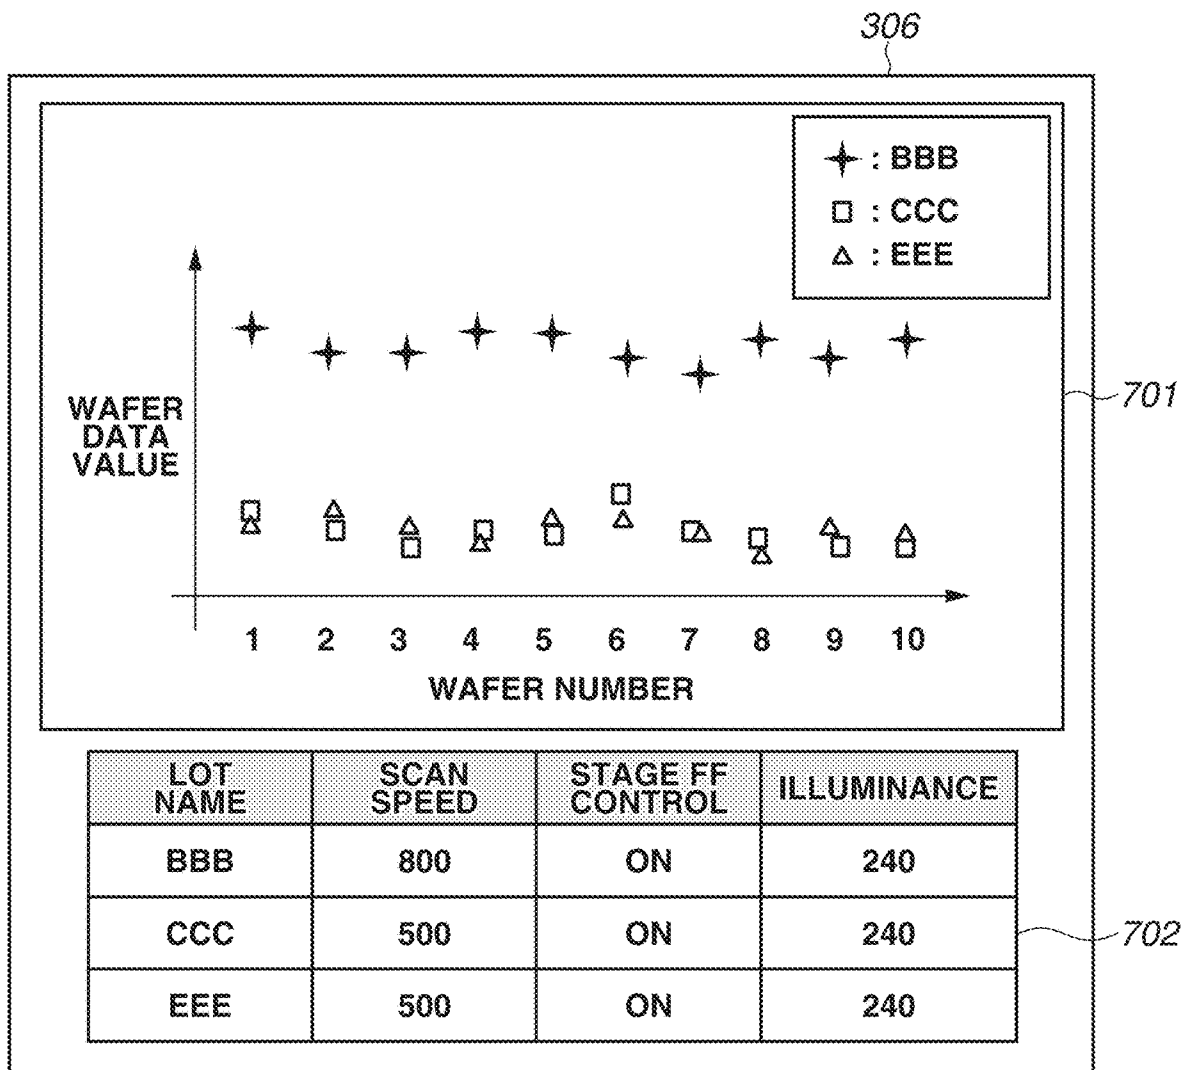 306
: BBB
: CCC
: EEE
701
WAFER
DATA
VALUE
1 2 3 4 5 6 7 8 9 10
WAFER NUMBER
LOT NAME SCAN SPEED STAGE FF CONTROL ILLUMINANCE
BBB 800 ON 240
CCC 500 ON 240
702
EEE 500 ON 240